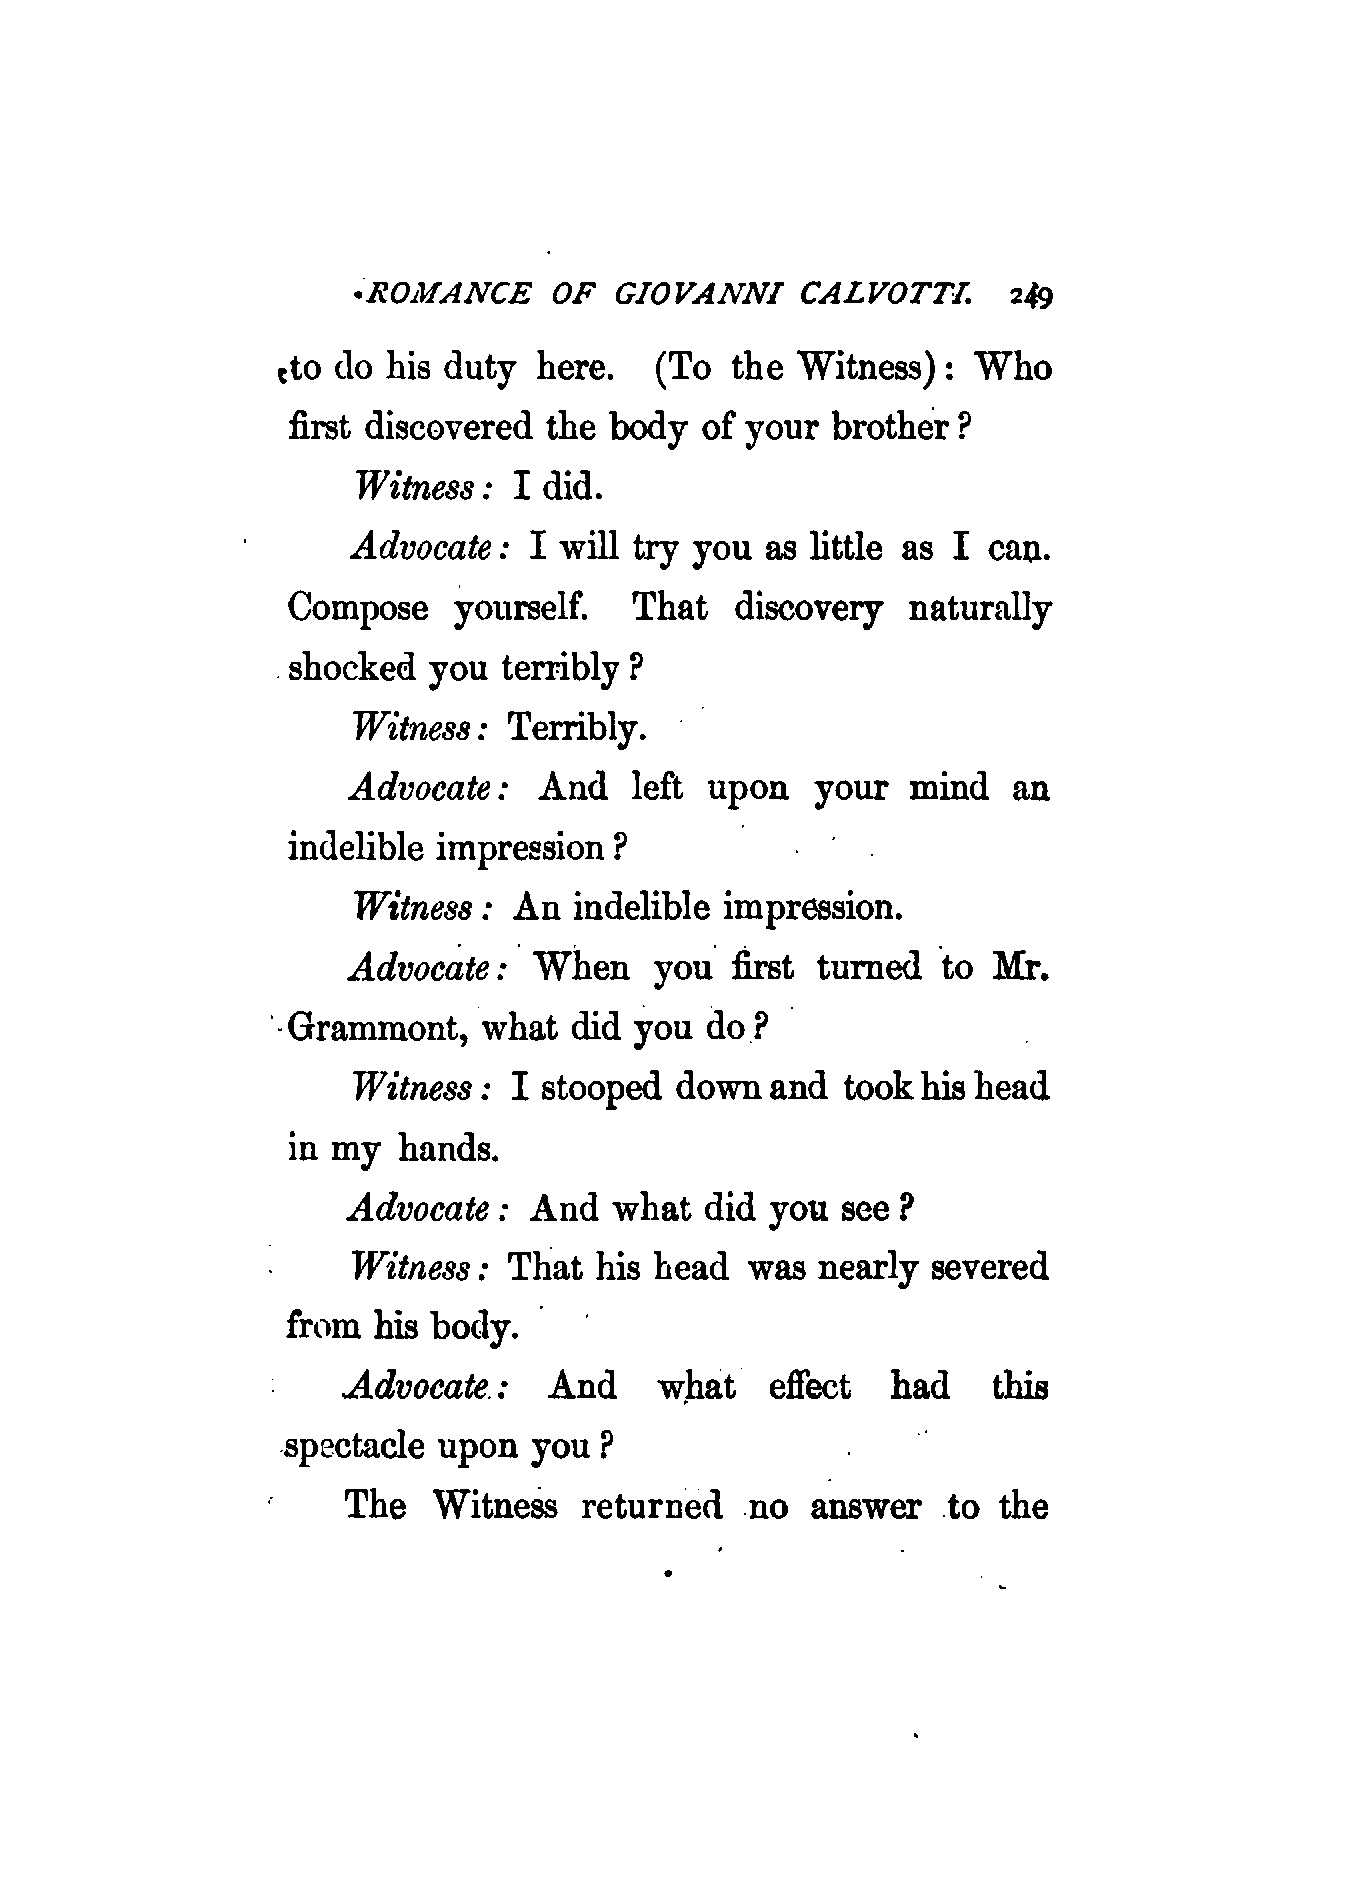 ROMANCE OF GIOVANNI CALVOTTI. 249
to do his duty here. (To the Witness): Who
first discovered the body of your brother?
Witness: I did.
Advocate: I will try you as little as I can.
Compose yourself. That discovery naturally
shocked you terribly?
Witness: Terribly.
Advocate: And left upon your mind an
indelible impression?
Witness: An indelible impression.
Advocate: When you first turned to Mr.
Grammont, what did you do?
Witness: I stooped down and took his head
in my hands.
Advocate: And what did you see?
Witness: That his head was nearly severed
from his body.
Advocate: And what effect had this
spectacle upon you?
The Witness returned no answer to the